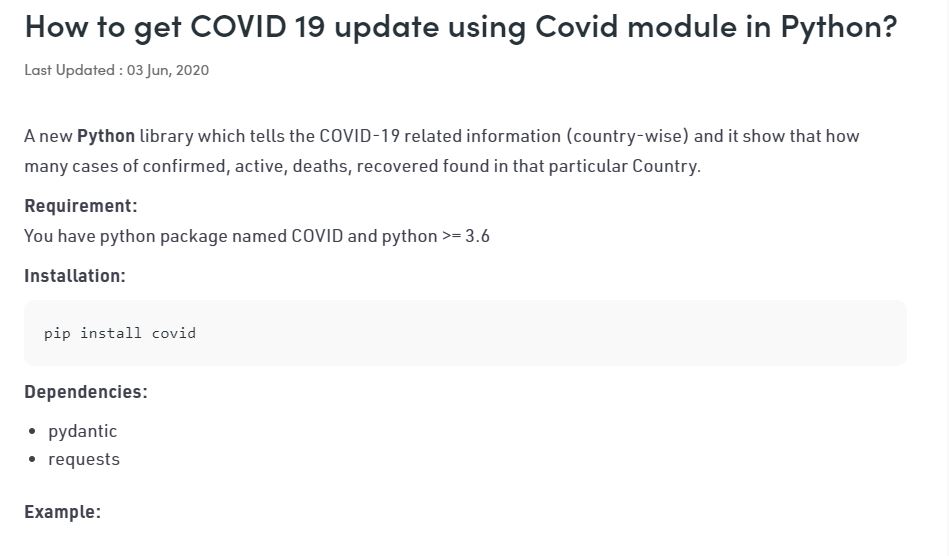 How to get COVID 19 update using Covid module in Python?
Last Updated : 03 Jun, 2020
A new Python library which tells the COVID-19 related information (country-wise) and it show that how
many cases of confirmed, active, deaths, recovered found in that particular Country.
Requirement:
You have python package named COVID and python >= 3.6
Installation:
pip install covid
Dependencies:
• pydantic
• requests
Example: